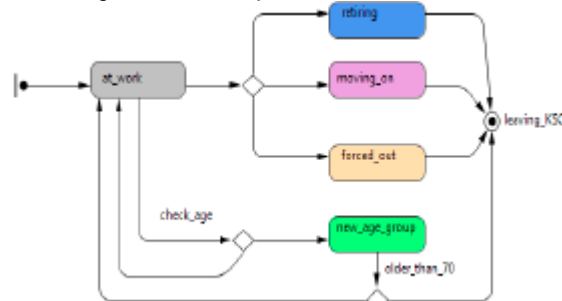 retiring
at_work
moving_on
leaving_KSC
forced_out
check_age
new_age_group
older_than_70